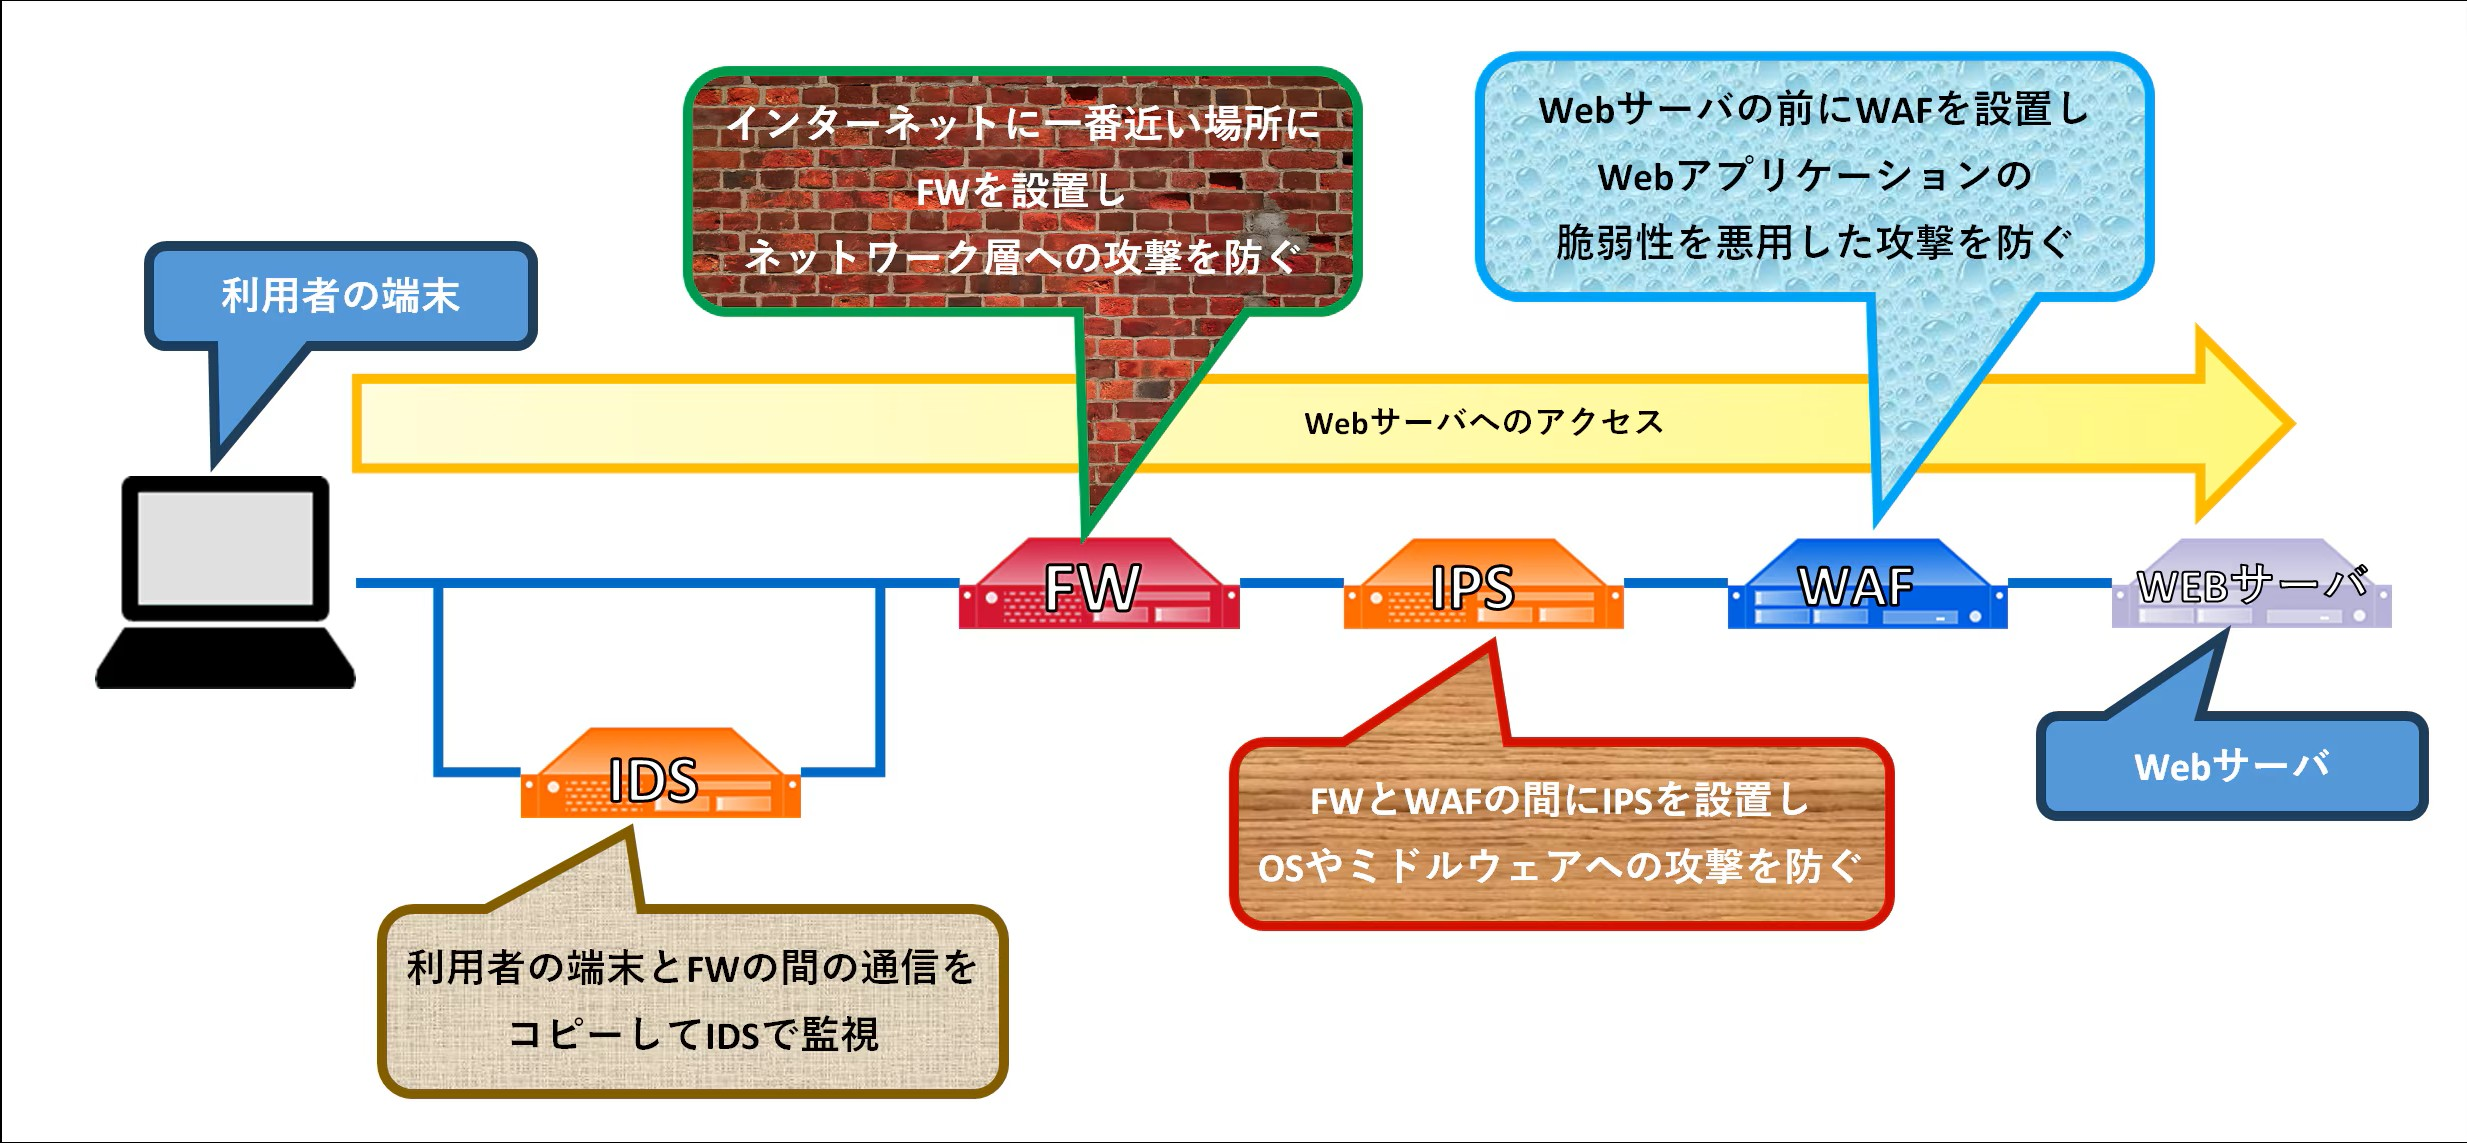 インターネットに一番近い場所に
FWを設置し
ネットワーク層への攻撃を防ぐ
Webサーバの前にWAFを設置し
Webアプリケーションの
脆弱性を悪用した攻撃を防ぐ
利用者の端末
Webサーバへのアクセス
FW
IPS
WAF
WEBサーバ
IDS
Webサーバ
FWとWAFの間にIPSを設置し
OSやミドルウェアへの攻撃を防ぐ
利用者の端末とFWの間の通信を
コピーしてIDSで監視